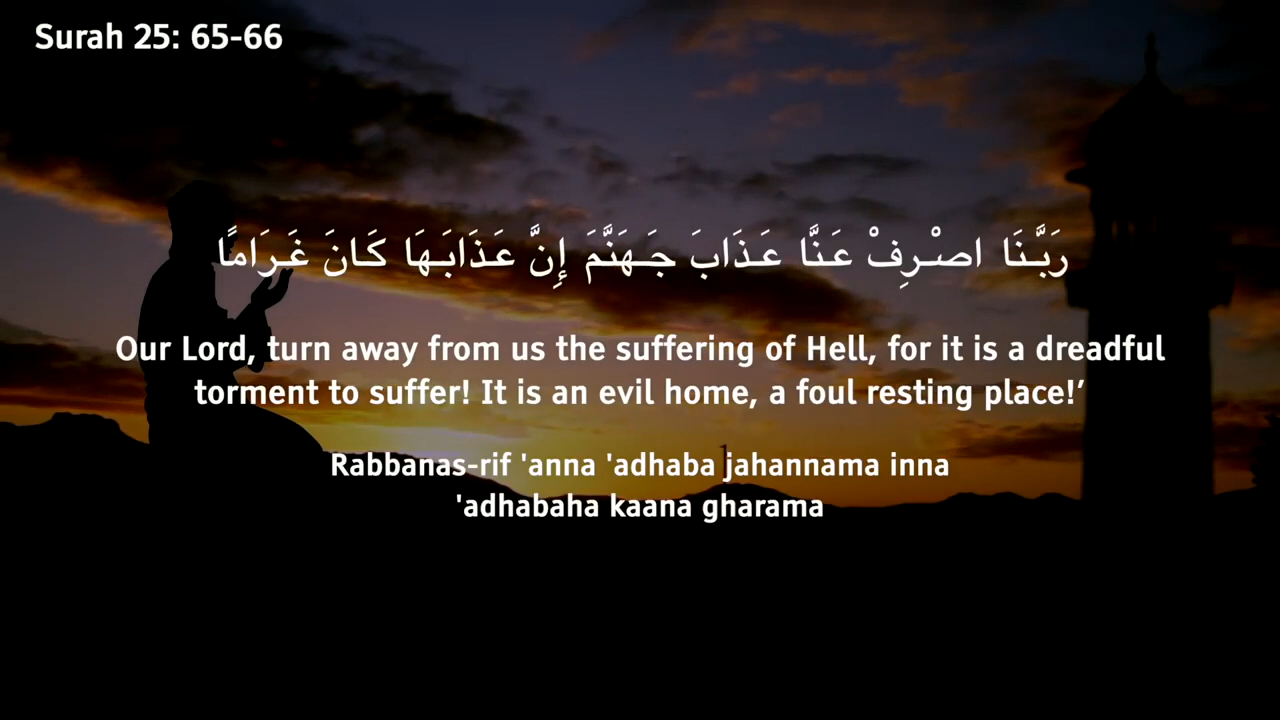 Surah 25: 65-66
رَبَّنَا اصْرِفْ عَنَّا عَذَابَ جَهَنَّمَ إِنَّ عَذَابَهَا كَانَ غَرَامًا
Our Lord, turn away from us the suffering of Hell, for it is a dreadful
torment to suffer! It is an evil home, a foul resting place!’
Rabbanas-rif 'anna 'adhaba jahannama inna
'adhabaha kaana gharama